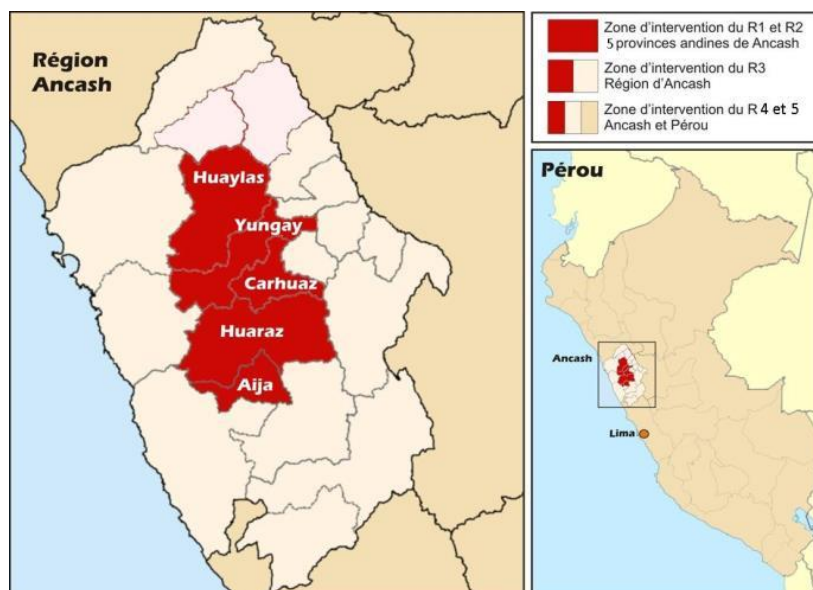 Région
Ancash
Huaylas
Yungay
Carhuaz
Huaraz
Aija
Zone d'intervention du R1 et R2
5 provinces andines de Ancash
Zone d'intervention du R3
Région d'Ancash
Zone d'intervention du R 4 et 5
Ancash et Pérou
Pérou
Ancash
Lima